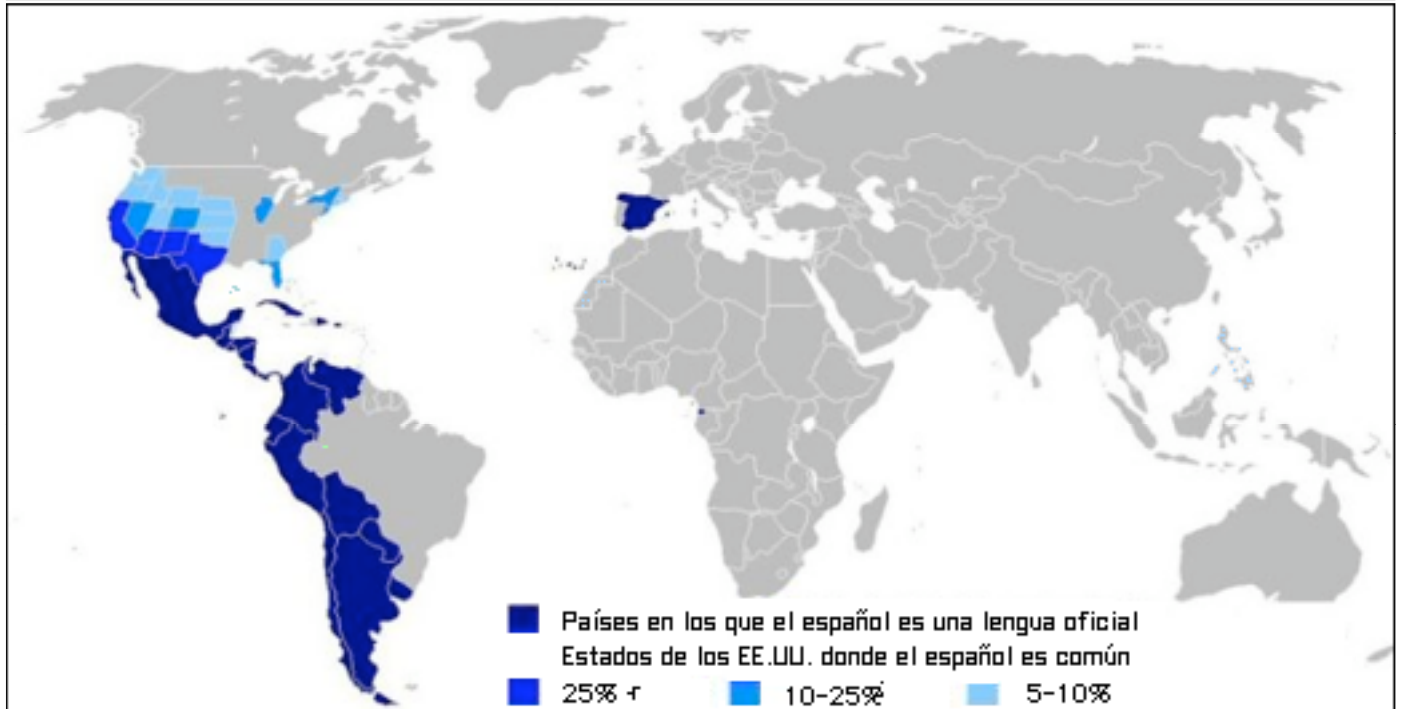 Países en los que el español es una lengua oficial
Estados de los EE.UU. donde el español es común
25% 10-25% 5-10%